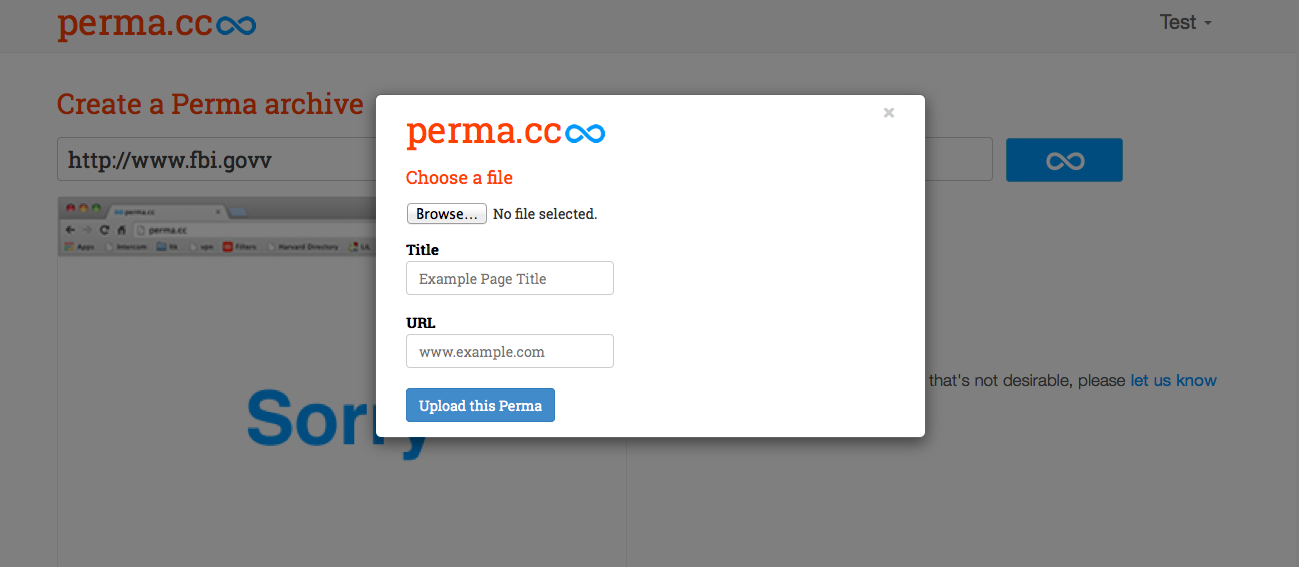 perma.cc
Test
Create a Perma archive
http://www.fbi.govv
perma.cc
perma.cc
Apps Intercom lik vpn Filters Harvard Directory LIL
Sorry
perma.cc
Choose a file
Browse... No file selected.
Title
Example Page Title
URL
www.example.com
Upload this Perma
that's not desirable, please let us know